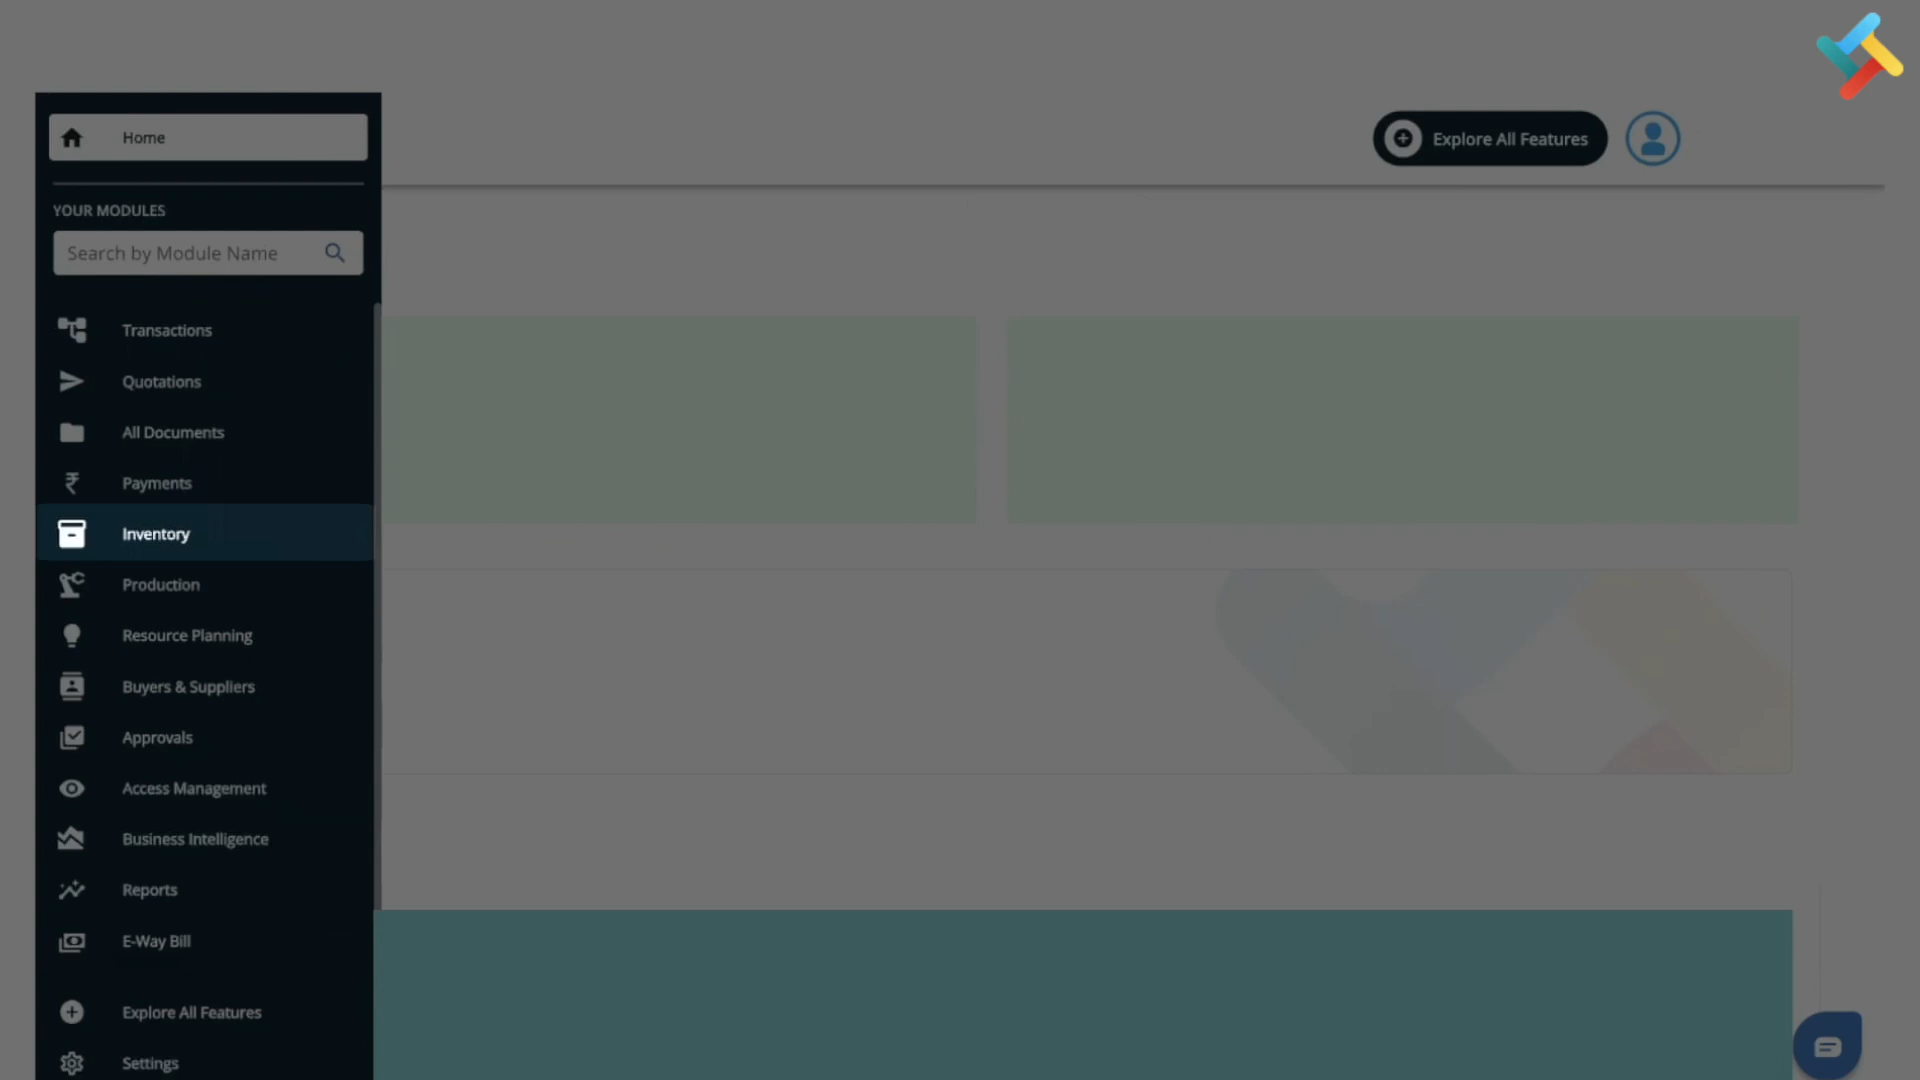 Home
Explore All Features
YOUR MODULES
Search by Module Name
Transactions
Quotations
All Documents
Payments
Inventory
Production
Resource Planning
Buyers & Suppliers
Approvals
Access Management
Business Intelligence
Reports
E-Way Bill
Explore All Features
Settings